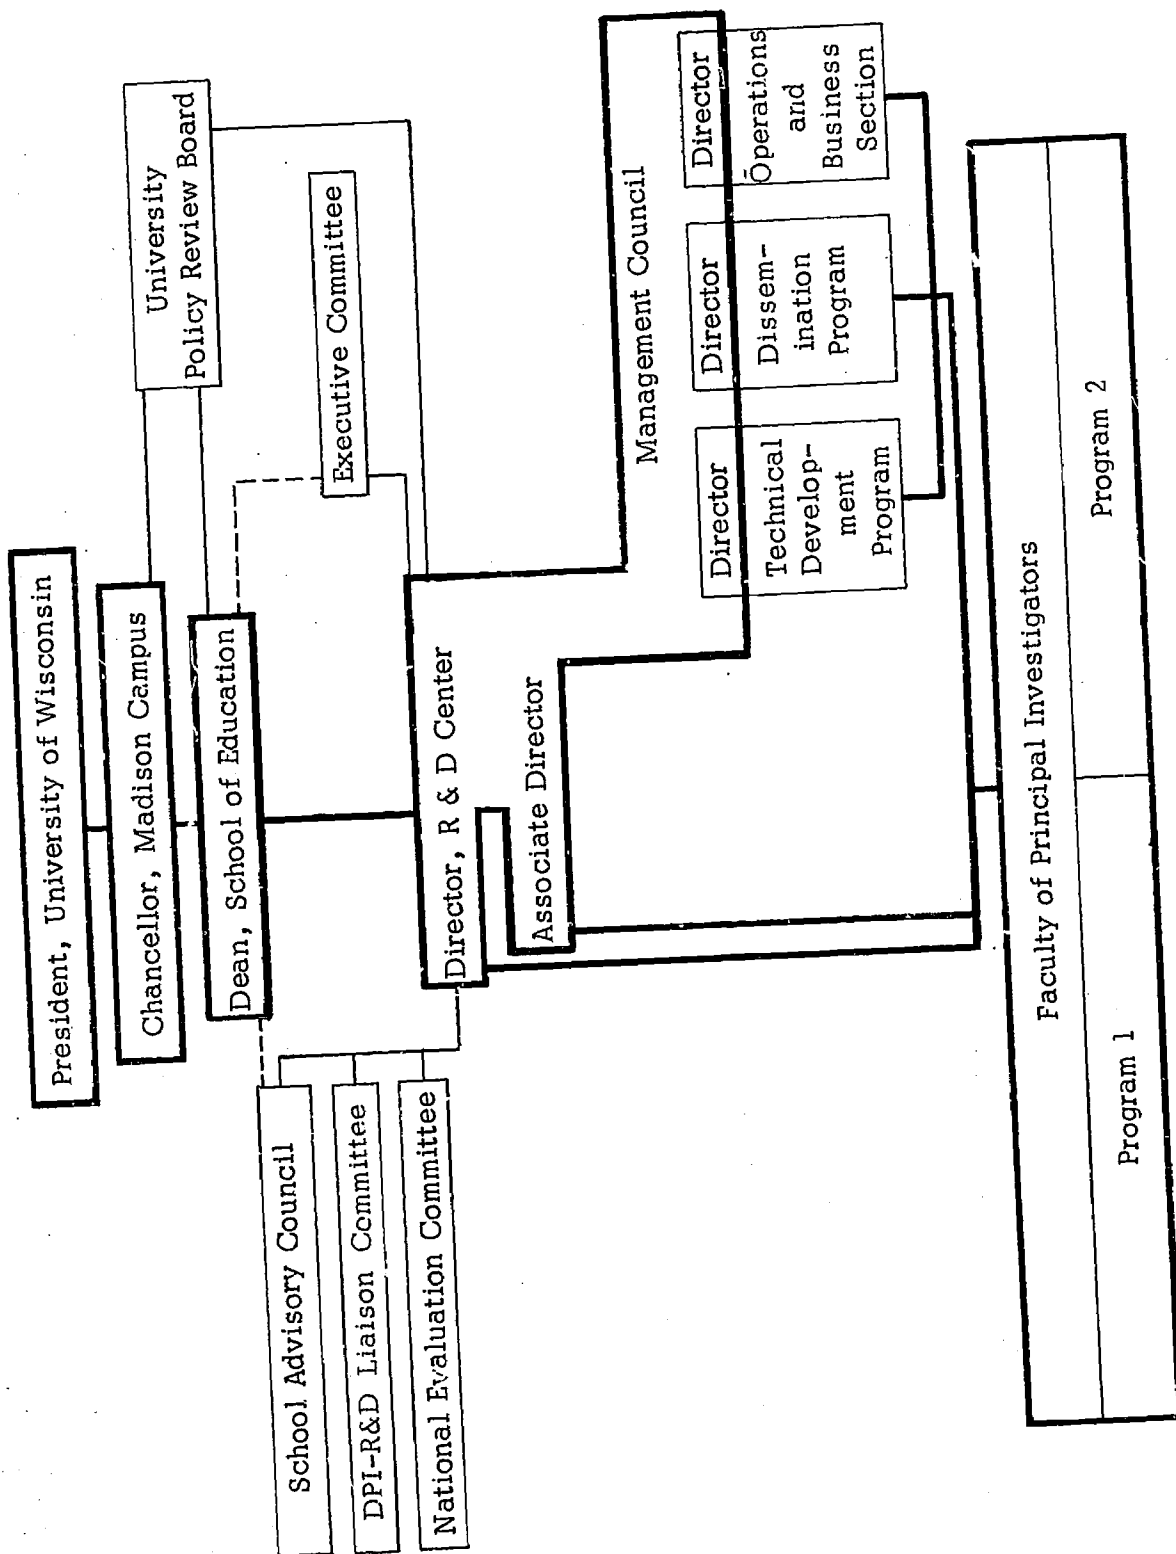 President, University of Wisconsin
Chancellor, Madison Campus
Dean, School of Education
University
Policy Review Board
Executive Committee
School Advisory Council
DPI-R&D Liaison Committee
National Evaluation Committee
Director, R & D Center
Associate Director
Management Council
Director
Technical
Develop-
ment
Program
Director
Dissem-
ination
Program
Director
Operations
and
Business
Section
Faculty of Principal Investigators
Program 1
Program 2